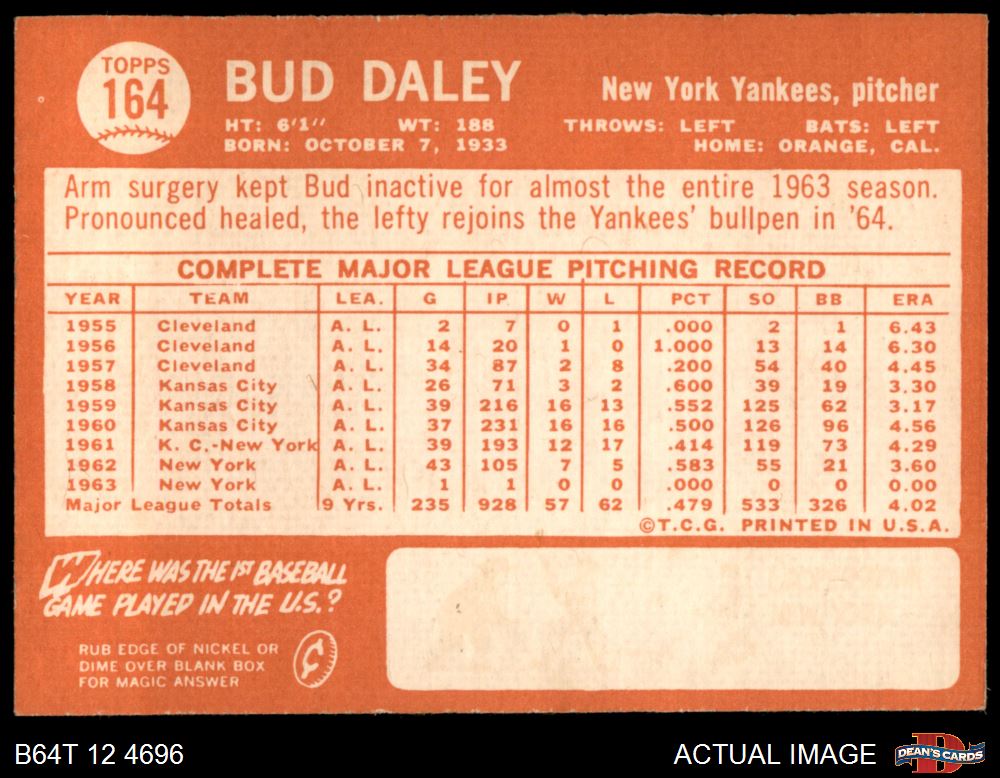 TOPPS
164
BUD DALEY
New York Yankees, pitcher
HT: 6'1" WT: 188 THROWS: LEFT BATS: LEFT
BORN: OCTOBER 7, 1933 HOME: ORANGE, CAL.
Arm surgery kept Bud inactive for almost the entire 1963 season.
Pronounced healed, the lefty rejoins the Yankees' bullpen in '64.
COMPLETE MAJOR LEAGUE PITCHING RECORD
YEAR TEAM LEA. G IP W L PCT SO BB ERA
1955 Cleveland A. L. 2 7 0 1 .000 2 1 6.43
1956 Cleveland A. L. 14 20 1 0 1.000 13 14 6.30
1957 Cleveland A. L. 34 87 2 8 .200 54 40 4.45
1958 Kansas City A. L. 26 71 3 2 .600 39 19 3.30
1959 Kansas City A. L. 39 216 16 13 .552 125 62 3.17
1960 Kansas City A. L. 37 231 16 16 .500 126 96 4.56
1961 K. C.-New York A. L. 39 193 12 17 .414 119 73 4.29
1962 New York A. L. 43 105 7 5 .583 55 21 3.60
1963 New York A. L. 1 1 0 0 .000 0 0 0.00
Major League Totals 9 Yrs. 235 928 57 62 .479 533 326 4.02
©T.C.G. PRINTED IN U.S.A.
WHERE WAS THE 1ST BASEBALL
GAME PLAYED IN THE U.S.?
RUB EDGE OF NICKEL OR
DIME OVER BLANK BOX
FOR MAGIC ANSWER
B64T 12 4696
ACTUAL IMAGE
DEAN'S CARDS